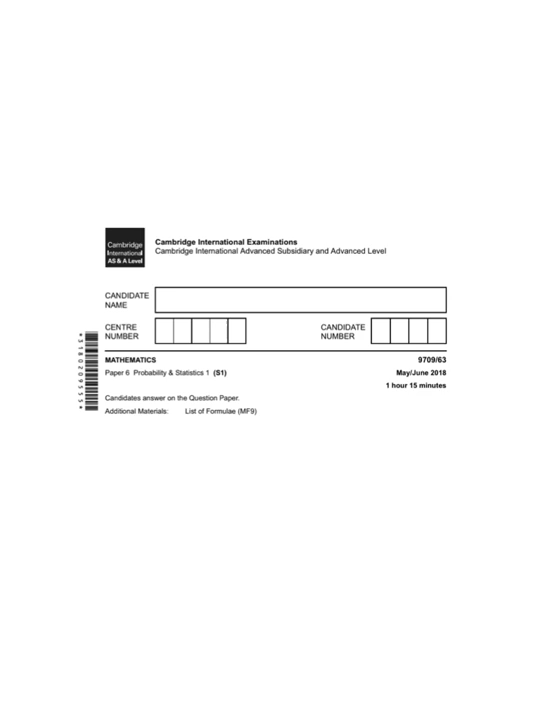 Cambridge
International
AS & A Level
Cambridge International Examinations
Cambridge International Advanced Subsidiary and Advanced Level
CANDIDATE
NAME
CENTRE
NUMBER
CANDIDATE
NUMBER
*3180209555*
MATHEMATICS 9709/63
Paper 6 Probability & Statistics 1 (S1) May/June 2018
1 hour 15 minutes
Candidates answer on the Question Paper.
Additional Materials: List of Formulae (MF9)